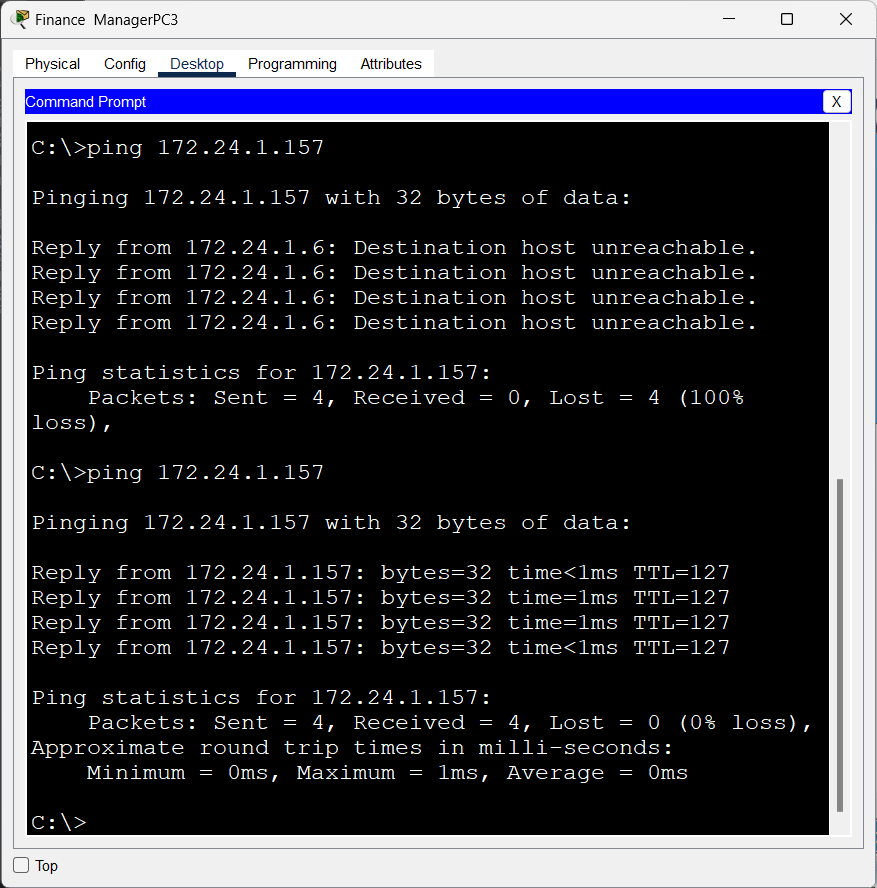 Finance  ManagerPC3
Physical Config Desktop Programming Attributes
Command Prompt X
C:\>ping 172.24.1.157
Pinging 172.24.1.157 with 32 bytes of data:
Reply from 172.24.1.6: Destination host unreachable.
Reply from 172.24.1.6: Destination host unreachable.
Reply from 172.24.1.6: Destination host unreachable.
Reply from 172.24.1.6: Destination host unreachable.
Ping statistics for 172.24.1.157:
Packets: Sent = 4, Received = 0, Lost = 4 (100%
loss),
C:\>ping 172.24.1.157
Pinging 172.24.1.157 with 32 bytes of data:
Reply from 172.24.1.157: bytes=32 time<1ms TTL=127
Reply from 172.24.1.157: bytes=32 time=1ms TTL=127
Reply from 172.24.1.157: bytes=32 time=1ms TTL=127
Reply from 172.24.1.157: bytes=32 time<1ms TTL=127
Ping statistics for 172.24.1.157:
Packets: Sent = 4, Received = 4, Lost = 0 (0% loss),
Approximate round trip times in milli-seconds:
Minimum = 0ms, Maximum = 1ms, Average = 0ms
C:\>
Top